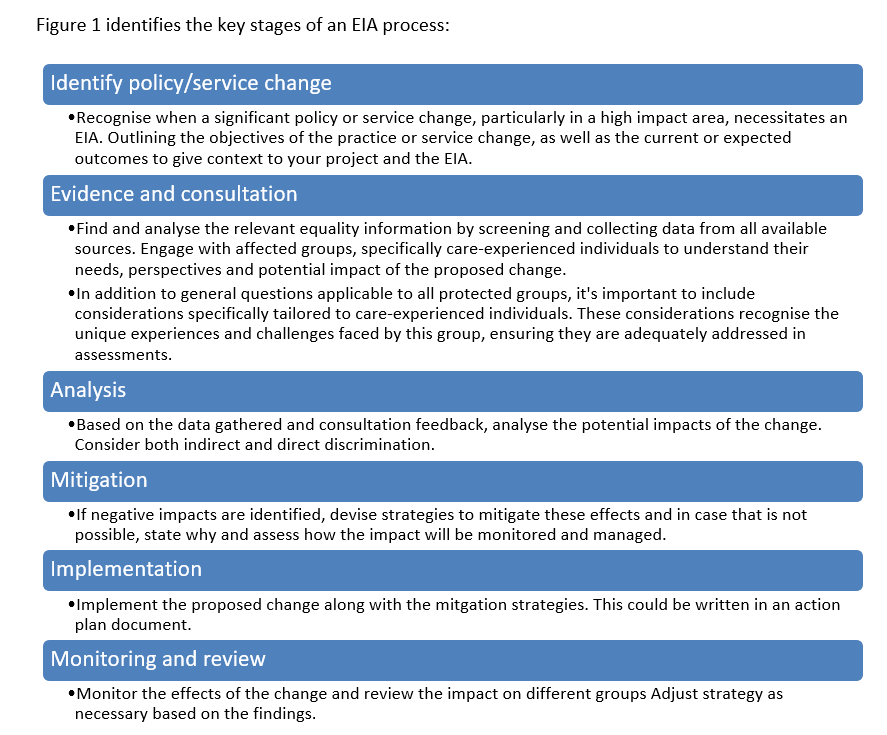 Figure 1 identifies the key stages of an EIA process:
Identify policy/service change
•Recognise when a significant policy or service change, particularly in a high impact area, necessitates an
EIA. Outlining the objectives of the practice or service change, as well as the current or expected
outcomes to give context to your project and the EIA.
Evidence and consultation
•Find and analyse the relevant equality information by screening and collecting data from all available
sources. Engage with affected groups, specifically care-experienced individuals to understand their
needs, perspectives and potential impact of the proposed change.
•In addition to general questions applicable to all protected groups, it's important to include
considerations specifically tailored to care-experienced individuals. These considerations recognise the
unique experiences and challenges faced by this group, ensuring they are adequately addressed in
assessments.
Analysis
•Based on the data gathered and consultation feedback, analyse the potential impacts of the change.
Consider both indirect and direct discrimination.
Mitigation
•If negative impacts are identified, devise strategies to mitigate these effects and in case that is not
possible, state why and assess how the impact will be monitored and managed.
Implementation
•Implement the proposed change along with the mitgation strategies. This could be written in an action
plan document.
Monitoring and review
•Monitor the effects of the change and review the impact on different groups Adjust strategy as
necessary based on the findings.